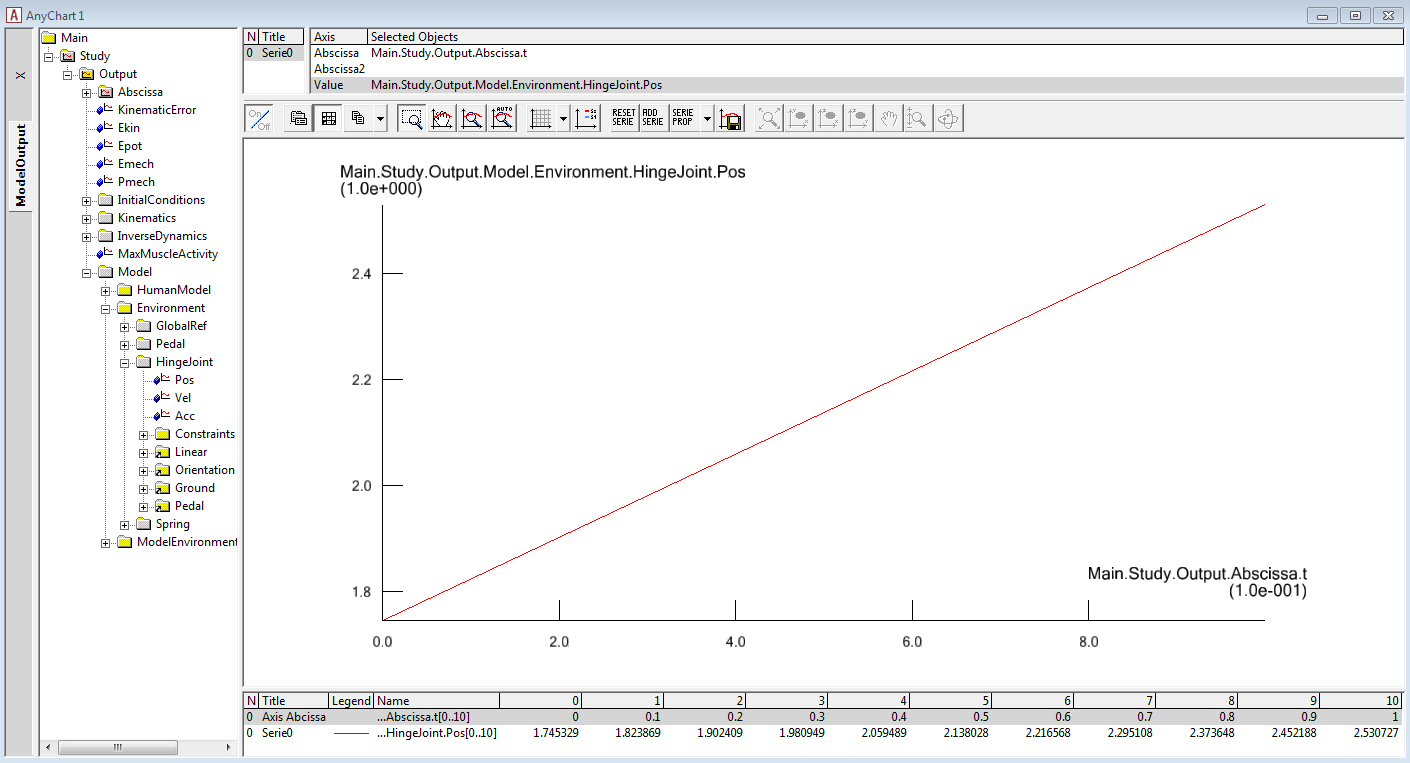 AnyChart 1
X
ModelOutput
Main
Study
Output
Abscissa
KinematicError
Ekin
Epot
Emech
Pmech
InitialConditions
Kinematics
InverseDynamics
MaxMuscleActivity
Model
HumanModel
Environment
GlobalRef
Pedal
HingeJoint
Pos
Vel
Acc
Constraints
Linear
Orientation
Ground
Pedal
Spring
ModelEnvironment
N Title
0 Serie0
Axis Selected Objects
Abscissa Main.Study.Output.Abscissa.t
Abscissa2
Value Main.Study.Output.Model.Environment.HingeJoint.Pos
On/Off
AUTO
RESET SERIE
ADD SERIE
SERIE PROP
Main.Study.Output.Model.Environment.HingeJoint.Pos
(1.0e+000)
2.4
2.2
2.0
1.8
Main.Study.Output.Abscissa.t
(1.0e-001)
0.0 2.0 4.0 6.0 8.0
N Title Legend Name 0 1 2 3 4 5 6 7 8 9 10
0 Axis Abcissa ...Abscissa.t[0..10] 0 0.1 0.2 0.3 0.4 0.5 0.6 0.7 0.8 0.9 1
0 Serie0 ...HingeJoint.Pos[0..10] 1.745329 1.823869 1.902409 1.980949 2.059489 2.138028 2.216568 2.295108 2.373648 2.452188 2.530727